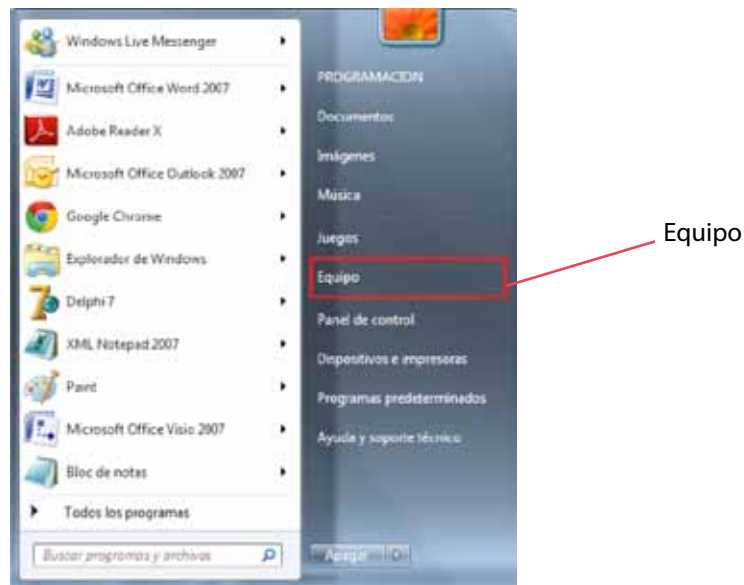 Windows Live Messenger
Microsoft Office Word 2007
Adobe Reader X
Microsoft Office Outlook 2007
Google Chrome
Explorador de Windows
Delphi 7
XML Notepad 2007
Paint
Microsoft Office Visio 2007
Bloc de notas
Todos los programas
Buscar programas y archivos
PROGRAMACION
Documentos
Imágenes
Música
Juegos
Equipo
Panel de control
Dispositivos e impresoras
Programas predeterminados
Ayuda y soporte técnico
Apagar
Equipo